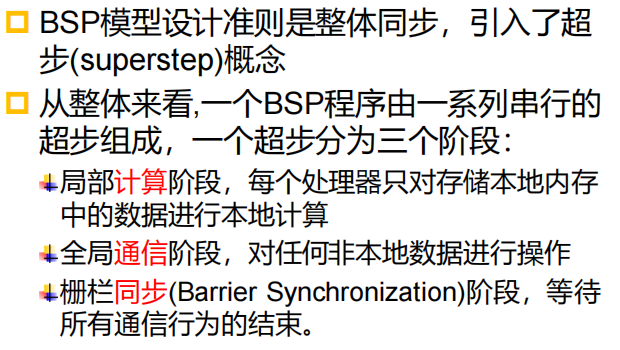 BSP模型设计准则是整体同步，引入了超
步(superstep)概念
从整体来看,一个BSP程序由一系列串行的
超步组成，一个超步分为三个阶段：
局部计算阶段，每个处理器只对存储本地内存
中的数据进行本地计算
全局通信阶段，对任何非本地数据进行操作
栅栏同步(Barrier Synchronization)阶段，等待
所有通信行为的结束。